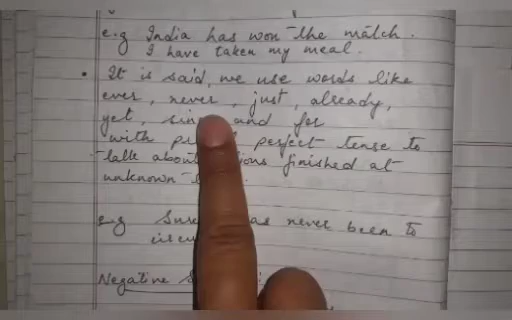 e.g India has won the match.
I have taken my meal.
• It is said, we use words like
ever, never, just, already,
yet, and for
with perfect tense to
talk about finished at
unknown
e.g has never been to
Negative